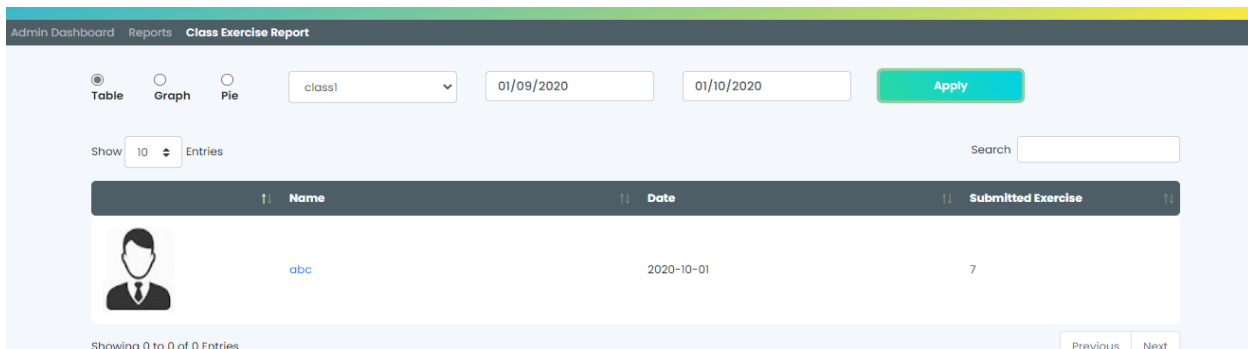 Admin Dashboard Reports Class Exercise Report
Table Graph Pie class1 01/09/2020 01/10/2020 Apply
Show 10 Entries Search
Name Date Submitted Exercise
abc 2020-10-01 7
Showing 0 to 0 of 0 Entries Previous Next